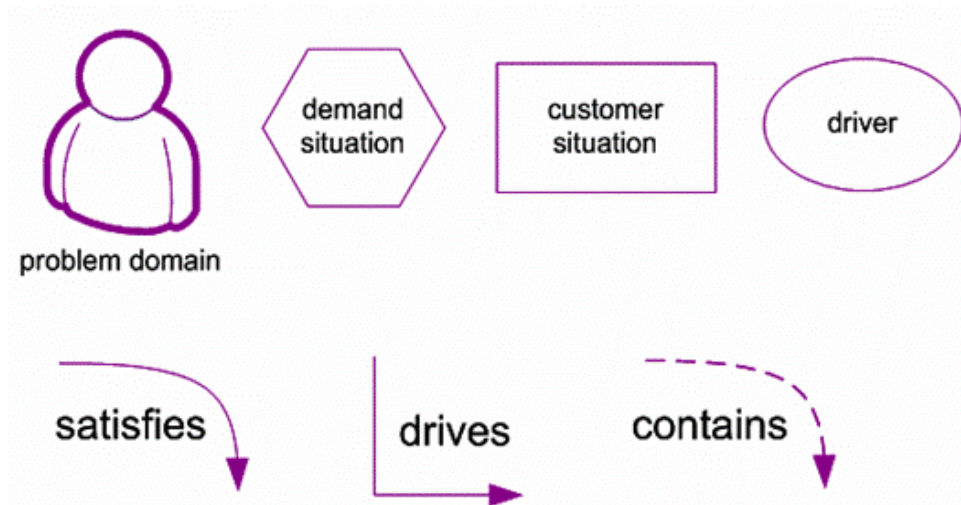 demand
situation
customer
situation
driver
problem domain
satisfies
drives
contains